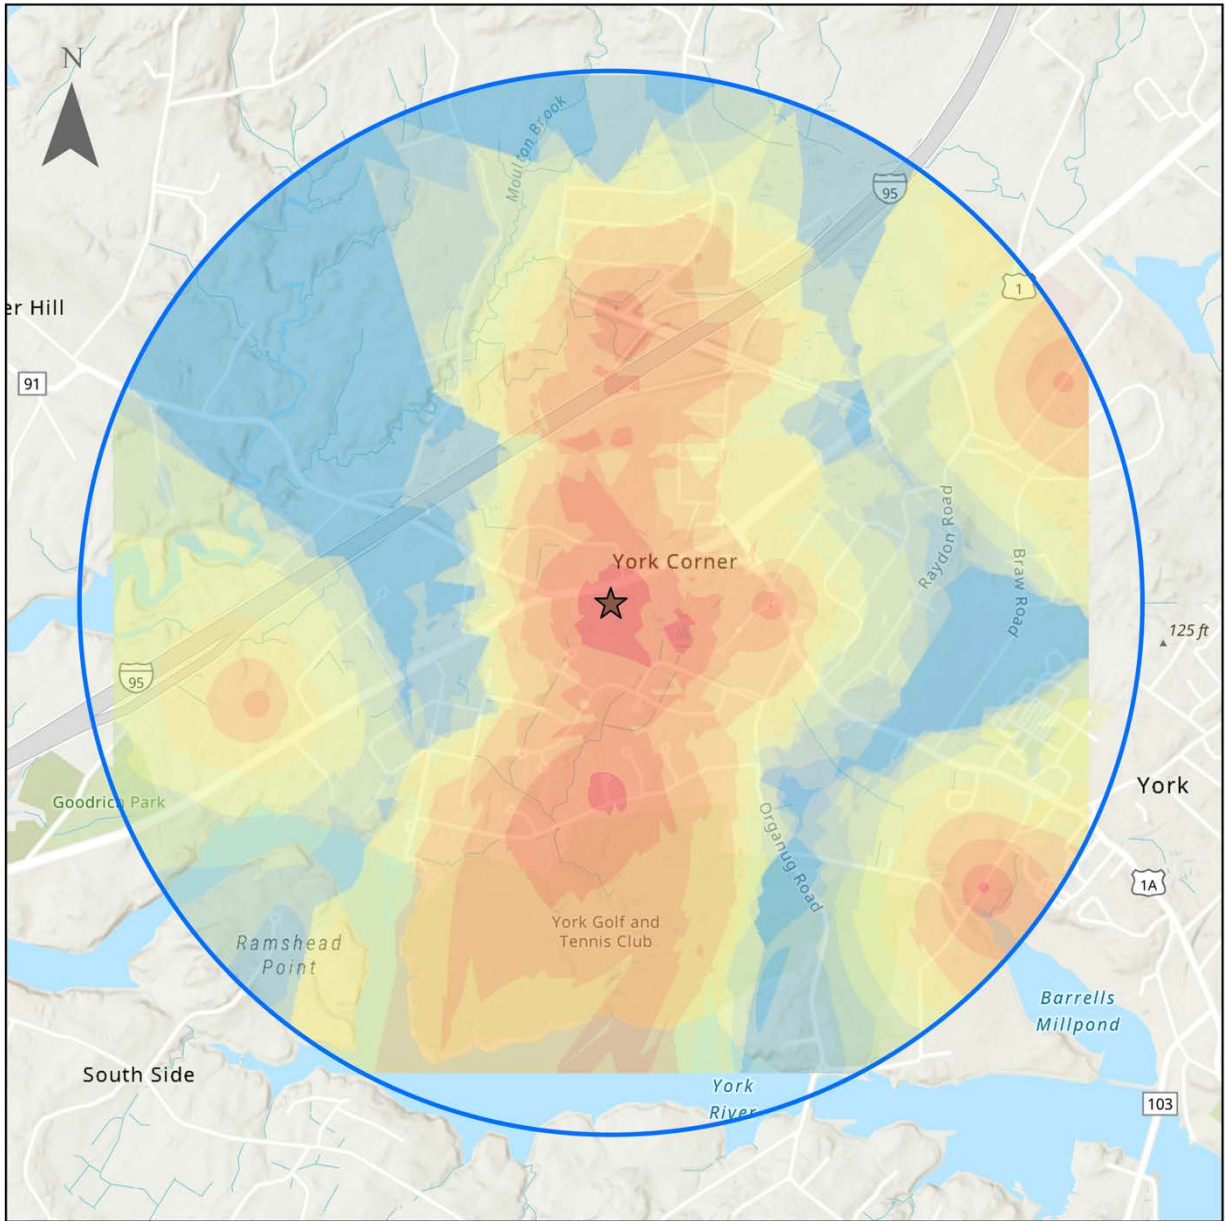 N
Moulton Brook
95
er Hill
1
91
York Corner
Raydon Road
Braw Road
125 ft
95
York
Goodrich Park
Organug Road
1A
York Golf and
Tennis Club
Ramshead
Point
Barrells
Millpond
South Side
York
River
103